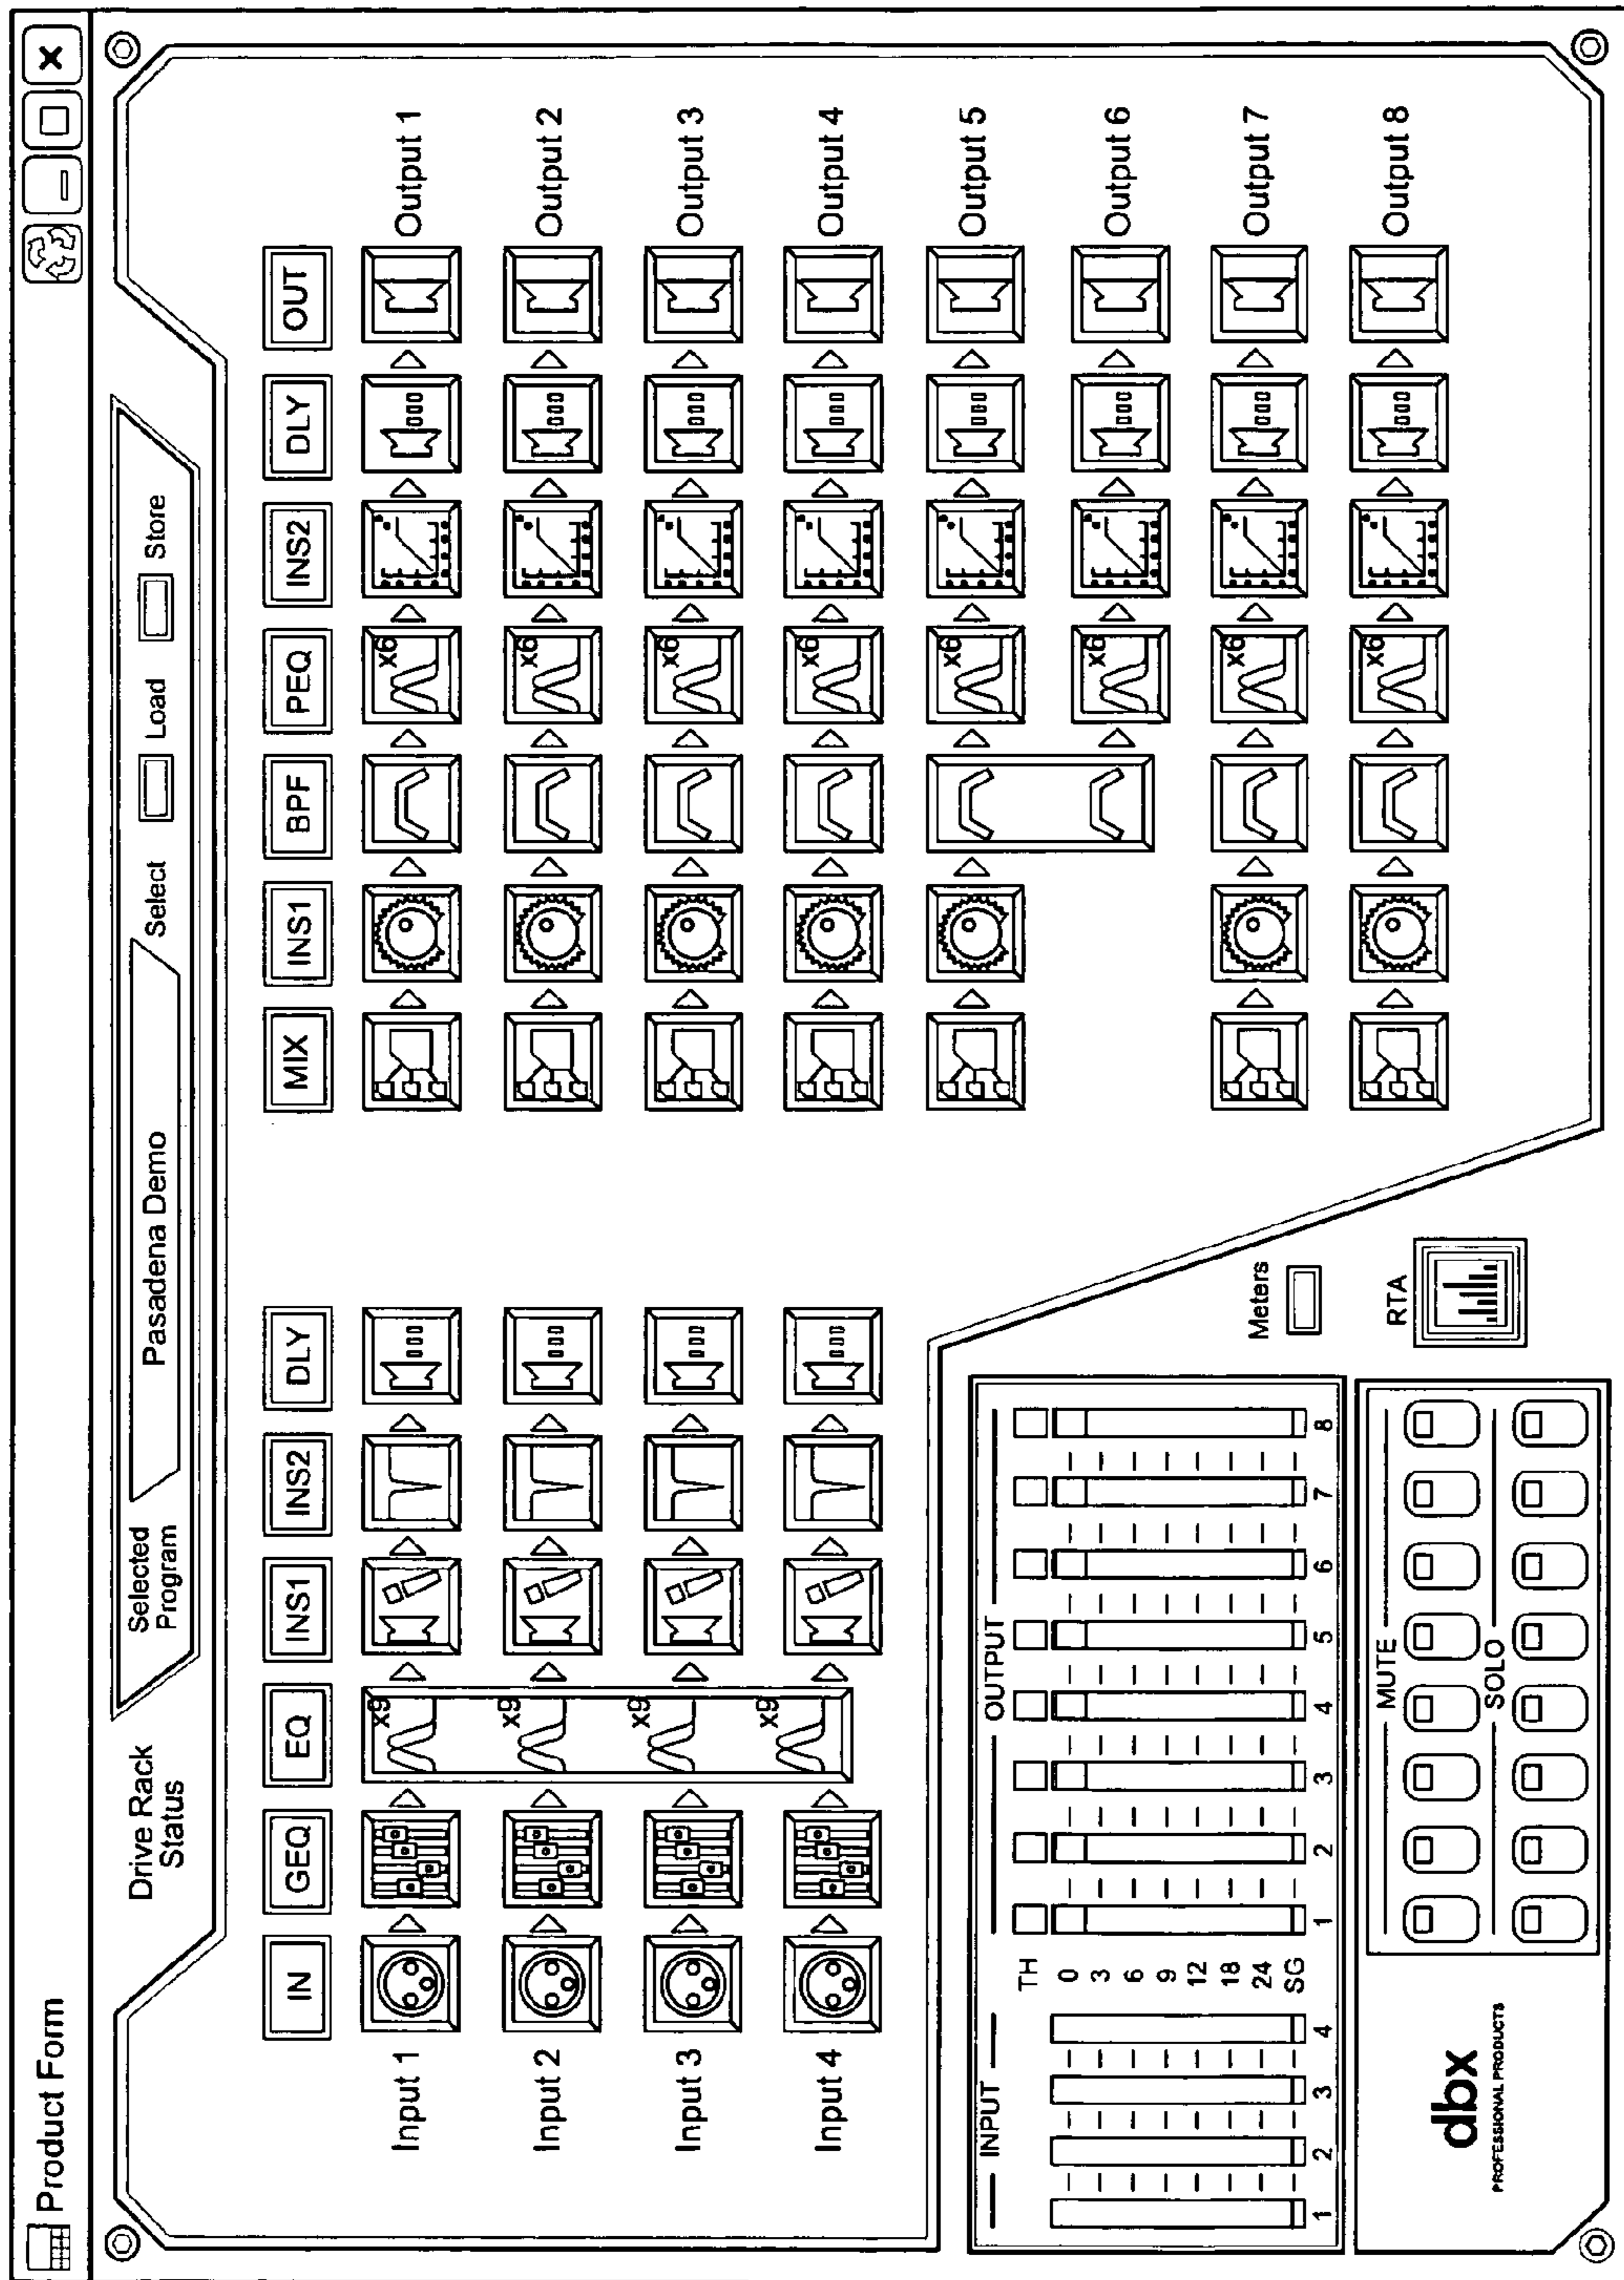 Product Form
Drive Rack
Status
Selected
Program
Pasadena Demo
Select
Load
Store
IN
GEQ
EQ
INS1
INS2
DLY
MIX
INS1
BPF
PEQ
INS2
DLY
OUT
Input 1
x9
x6
Output 1
Input 2
x9
x6
Output 2
Input 3
x9
x6
Output 3
Input 4
x9
x6
Output 4
x6
Output 5
x6
Output 6
x6
Output 7
x6
Output 8
INPUT
OUTPUT
TH
0
3
6
9
12
18
24
SG
1 2 3 4
1 2 3 4 5 6 7 8
Meters
RTA
MUTE
SOLO
dbx
PROFESSIONAL PRODUCTS